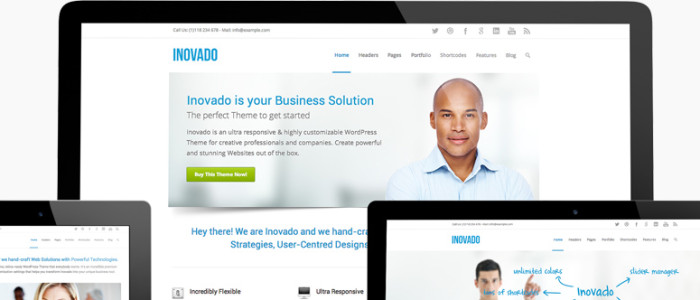 Call Us: (1)118 234 678 - Mail: info@example.com
INOVADO
Home Headers Pages Portfolio Shortcodes Features Blog
Inovado is your Business Solution
The perfect Theme to get started
Inovado is an ultra responsive & highly customizable WordPress
Theme for creative professionals and companies. Create powerful
and stunning Websites out of the box.
Buy This Theme Now!
Hey there! We are Inovado and we hand-craf
Strategies, User-Centred Designs
Incredibly Flexible
Ultra Responsive
we hand-craft Web Solutions with Powerful Technologies
INOVADO
Home Headers Pages Portfolio Shortcodes Features Blog
unlimited colors
slider manager
Inovado
tons of shortcodes